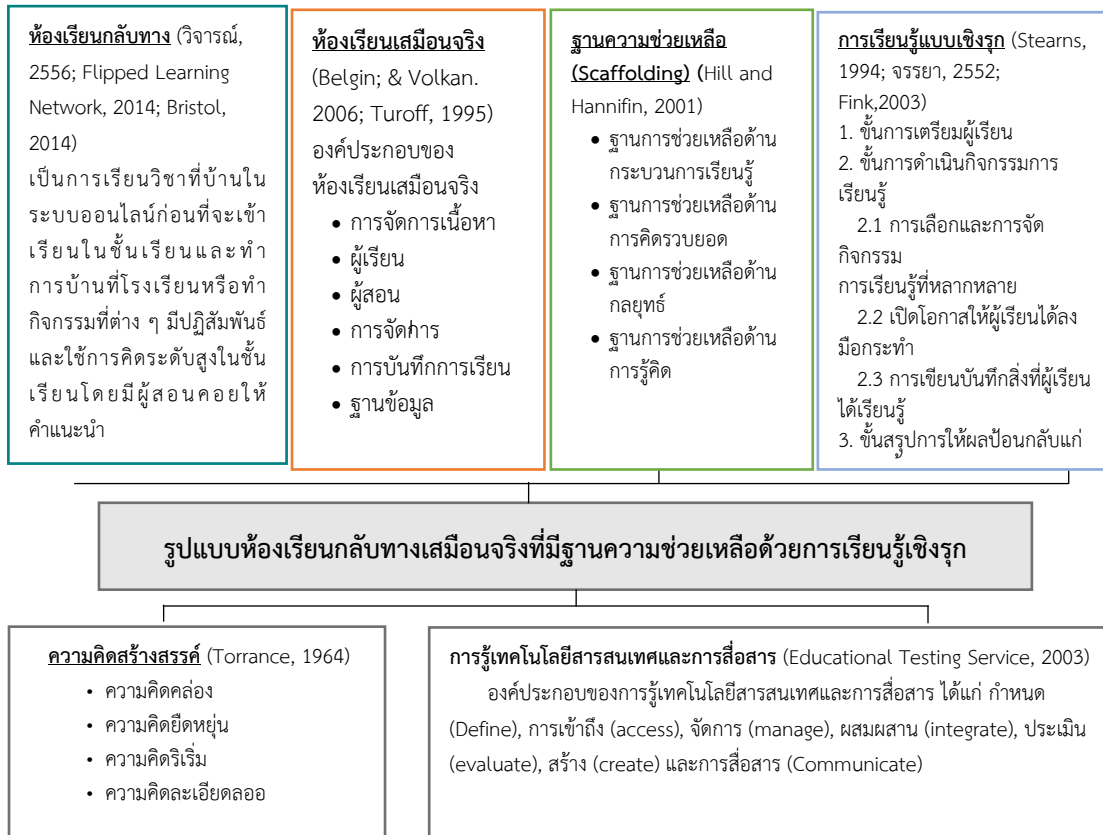 ห้องเรียนกลับทาง (วิจารณ์,
2556; Flipped Learning
Network, 2014; Bristol,
2014)
เป็นการเรียนวิชาที่บ้านใน
ระบบออนไลน์ก่อนที่จะเข้า
เรียนในชั้นเรียนและทำ
การบ้านที่โรงเรียนหรือทำ
กิจกรรมที่ต่าง ๆ มีปฏิสัมพันธ์
และใช้การคิดระดับสูงในชั้น
เรียนโดยมีผู้สอนคอยให้
คำแนะนำ
ห้องเรียนเสมือนจริง
(Belgin; & Volkan.
2006; Turoff, 1995)
องค์ประกอบของ
ห้องเรียนเสมือนจริง
• การจัดการเนื้อหา
• ผู้เรียน
• ผู้สอน
• การจัดการ
• การบันทึกการเรียน
• ฐานข้อมูล
ฐานความช่วยเหลือ
(Scaffolding) (Hill and
Hannifin, 2001)
• ฐานการช่วยเหลือด้าน
กระบวนการเรียนรู้
• ฐานการช่วยเหลือด้าน
การคิดรวบยอด
• ฐานการช่วยเหลือด้าน
กลยุทธ์
• ฐานการช่วยเหลือด้าน
การรู้คิด
การเรียนรู้แบบเชิงรุก (Stearns,
1994; จรรยา, 2552;
Fink,2003)
1. ขั้นการเตรียมผู้เรียน
2. ขั้นการดำเนินกิจกรรมการ
เรียนรู้
2.1 การเลือกและการจัด
กิจกรรม
การเรียนรู้ที่หลากหลาย
2.2 เปิดโอกาสให้ผู้เรียนได้ลง
มือกระทำ
2.3 การเขียนบันทึกสิ่งที่ผู้เรียน
ได้เรียนรู้
3. ขั้นสรุปการให้ผลป้อนกลับแก่
รูปแบบห้องเรียนกลับทางเสมือนจริงที่มีฐานความช่วยเหลือด้วยการเรียนรู้เชิงรุก
ความคิดสร้างสรรค์ (Torrance, 1964)
• ความคิดคล่อง
• ความคิดยืดหยุ่น
• ความคิดริเริ่ม
• ความคิดละเอียดลออ
การรู้เทคโนโลยีสารสนเทศและการสื่อสาร (Educational Testing Service, 2003)
องค์ประกอบของการรู้เทคโนโลยีสารสนเทศและการสื่อสาร ได้แก่ กำหนด
(Define), การเข้าถึง (access), จัดการ (manage), ผสมผสาน (integrate), ประเมิน
(evaluate), สร้าง (create) และการสื่อสาร (Communicate)